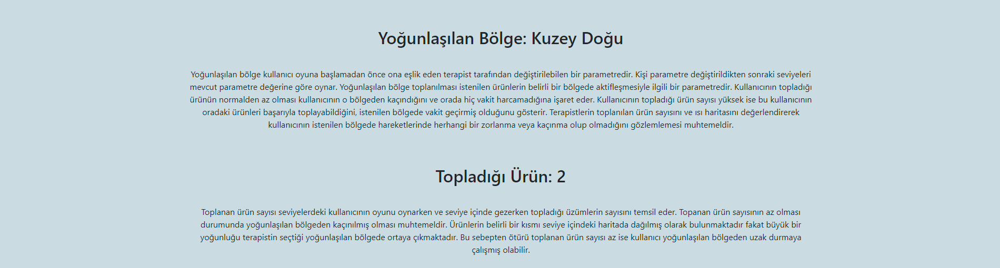 Yoğunlaşılan Bölge: Kuzey Doğu
Yoğunlaşılan bölge kullanıcı oyuna başlamadan önce ona eşlik eden terapist tarafından değiştirilebilen bir parametredir. Kişi parametre değiştirildikten sonraki seviyeleri
mevcut parametre değerine göre oynar. Yoğunlaşılan bölge toplanılması istenilen ürünlerin belirli bir bölgede aktifleşmesiyle ilgili bir parametredir. Kullanıcının topladığı
ürünün normalden az olması kullanıcının o bölgeden kaçındığını ve orada hiç vakit harcamadığına işaret eder. Kullanıcının topladığı ürün sayısı yüksek ise bu kullanıcının
oradaki ürünleri başarıyla toplayabildiğini, istenilen bölgede vakit geçirmiş olduğunu gösterir. Terapistlerin toplanılan ürün sayısını ve ısı haritasını değerlendirerek
kullanıcının istenilen bölgede hareketlerinde herhangi bir zorlanma veya kaçınma olup olmadığını gözlemlemesi muhtemeldir.
Topladığı Ürün: 2
Toplanan ürün sayısı seviyelerdeki kullanıcının oyunu oynarken ve seviye içinde gezerken topladığı üzümlerin sayısını temsil eder. Topanan ürün sayısının az olması
durumunda yoğunlaşılan bölgeden kaçınılmış olması muhtemeldir. Ürünlerin belirli bir kısmı seviye içindeki haritada dağılmış olarak bulunmaktadır fakat büyük bir
yoğunluğu terapistin seçtiği yoğunlaşılan bölgede ortaya çıkmaktadır. Bu sebepten ötürü toplanan ürün sayısı az ise kullanıcı yoğunlaşılan bölgeden uzak durmaya
çalışmış olabilir.